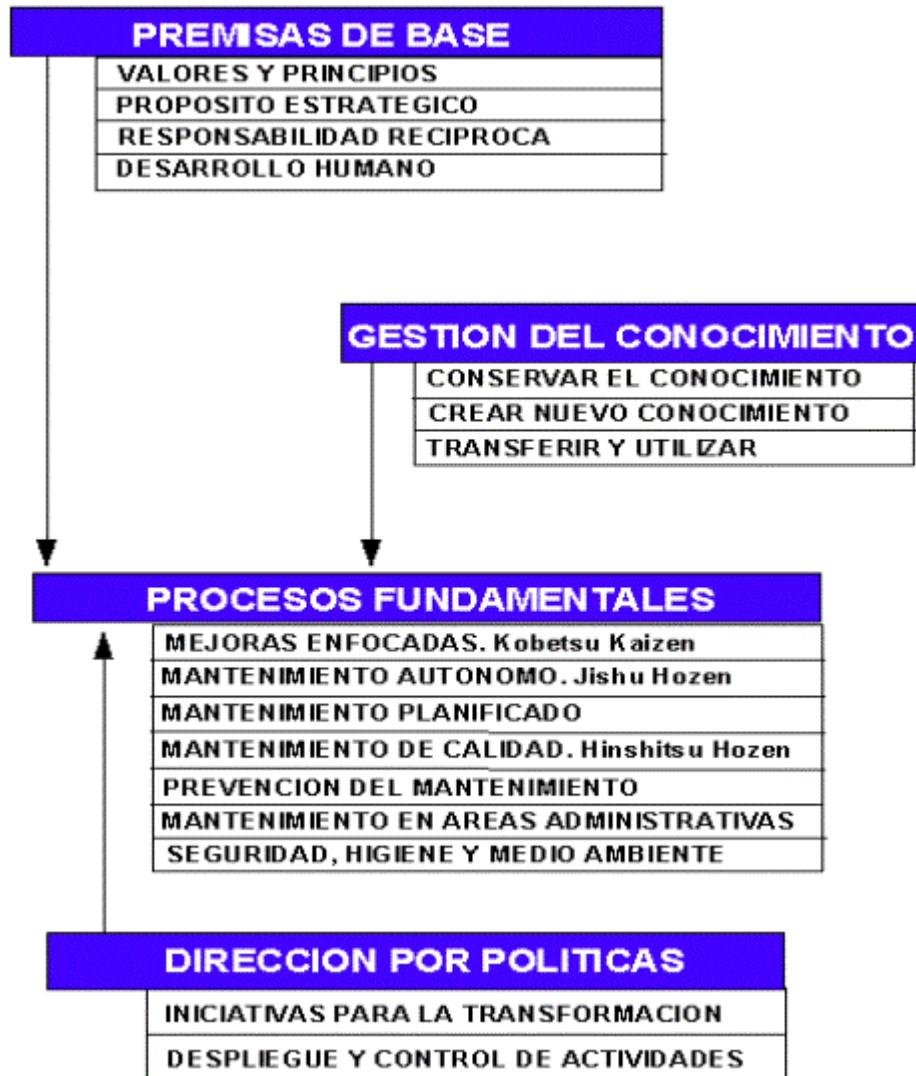 PREMISAS DE BASE
VALORES Y PRINCIPIOS
PROPOSITO ESTRATEGICO
RESPONSABILIDAD RECIPROCA
DESARROLLO HUMANO
GESTION DEL CONOCIMIENTO
CONSERVAR EL CONOCIMIENTO
CREAR NUEVO CONOCIMIENTO
TRANSFERIR Y UTILIZAR
PROCESOS FUNDAMENTALES
MEJORAS ENFOCADAS. Kobetsu Kaizen
MANTENIMIENTO AUTONOMO. Jishu Hozen
MANTENIMIENTO PLANIFICADO
MANTENIMIENTO DE CALIDAD. Hinshitsu Hozen
PREVENCION DEL MANTENIMIENTO
MANTENIMIENTO EN AREAS ADMINISTRATIVAS
SEGURIDAD, HIGIENE Y MEDIO AMBIENTE
DIRECCION POR POLITICAS
INICIATIVAS PARA LA TRANSFORMACION
DESPLIEGUE Y CONTROL DE ACTIVIDADES